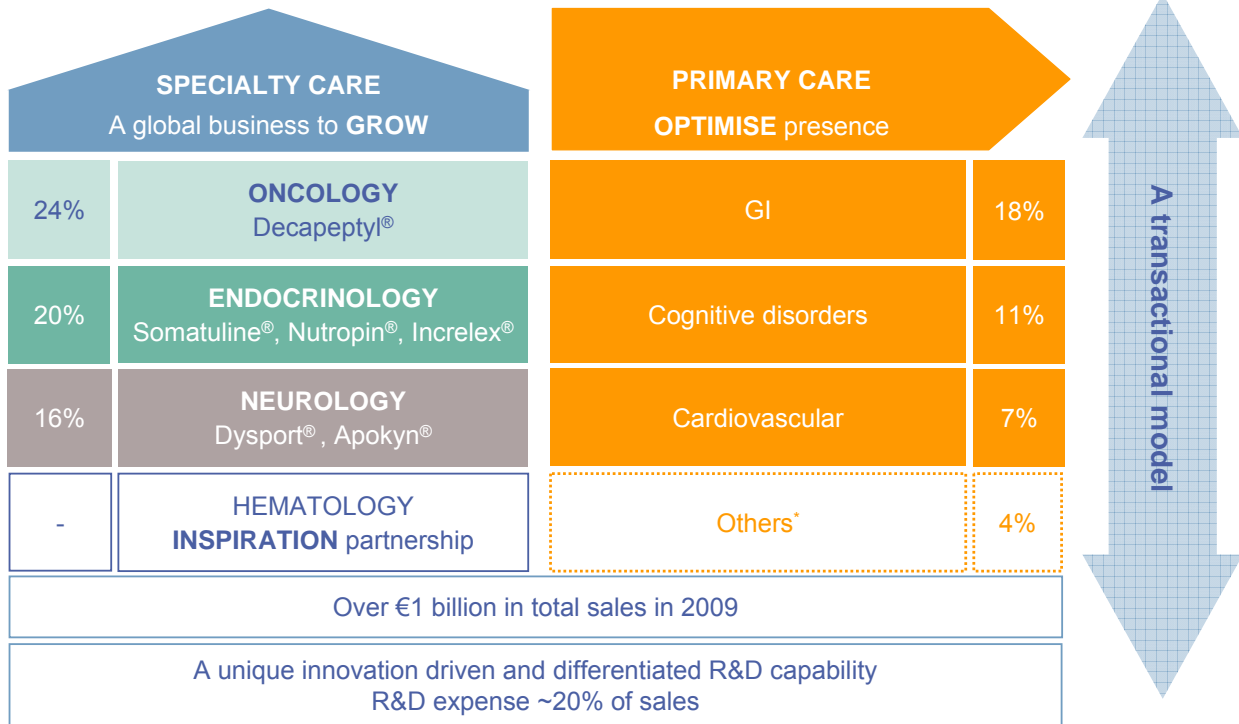 SPECIALTY CARE
A global business to GROW
PRIMARY CARE
OPTIMISE presence
24%
ONCOLOGY
Decapeptyl®
GI
18%
20%
ENDOCRINOLOGY
Somatuline®, Nutropin®, Increlex®
Cognitive disorders
11%
16%
NEUROLOGY
Dysport® , Apokyn®
Cardiovascular
7%
-
HEMATOLOGY
INSPIRATION partnership
Others*
4%
Over €1 billion in total sales in 2009
A unique innovation driven and differentiated R&D capability
R&D expense ~20% of sales
A transactional model